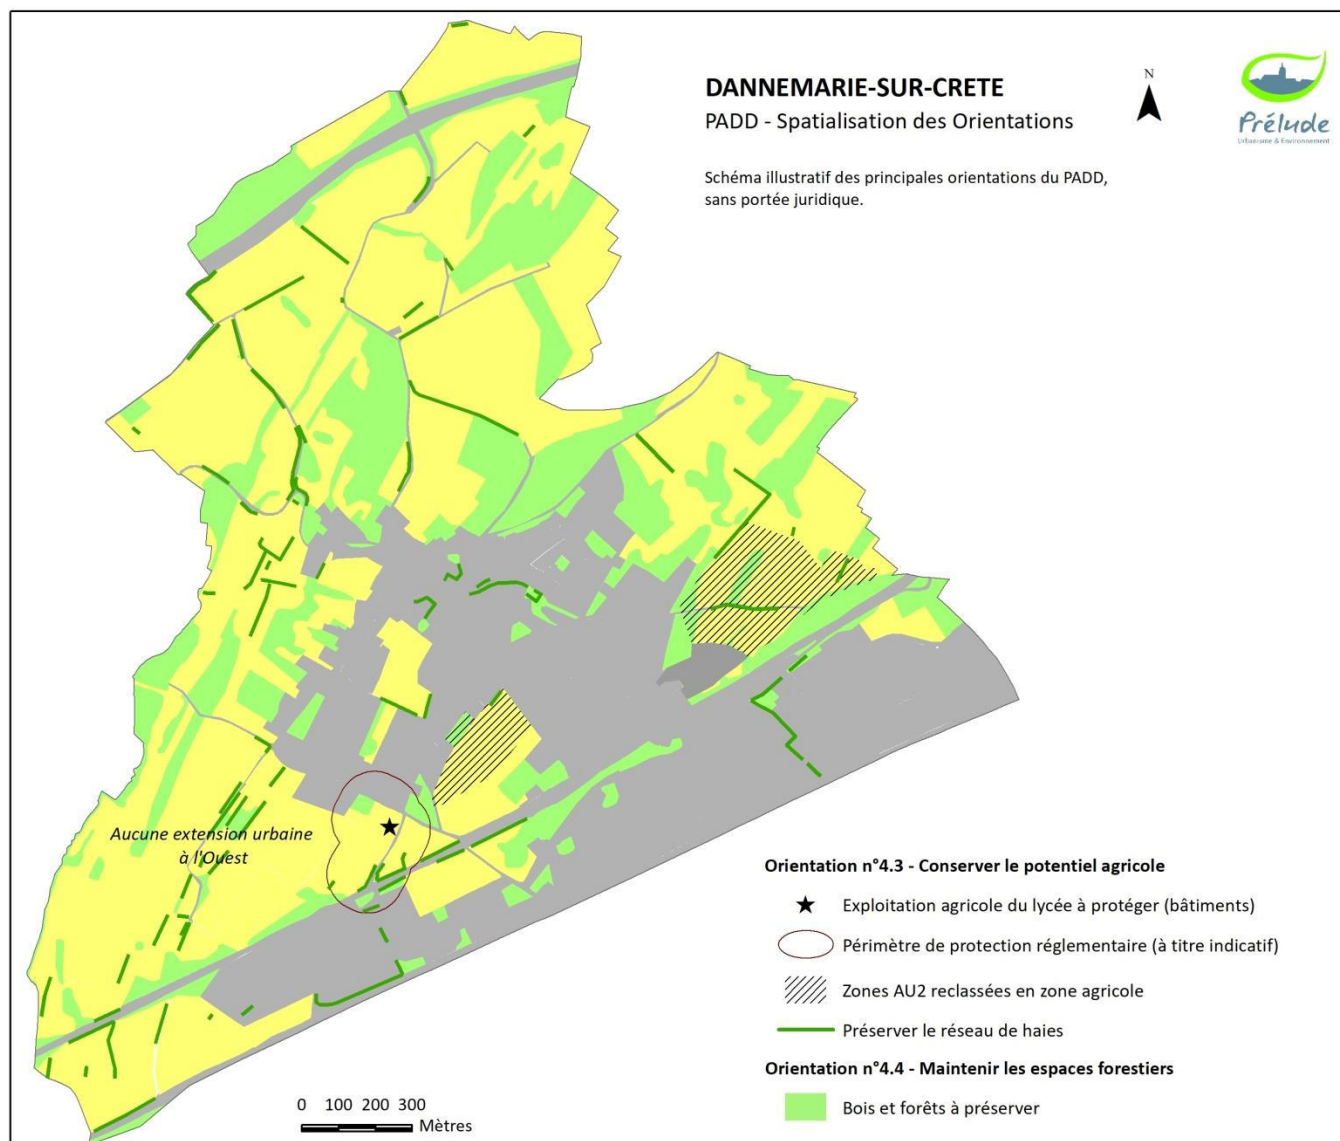 DANNEMARIE-SUR-CRETE
PADD - Spatialisation des Orientations
N
Prélude
Urbanisme & Environnement
Schéma illustratif des principales orientations du PADD,
sans portée juridique.
Aucune extension urbaine
à l'Ouest
Orientation n°4.3 - Conserver le potentiel agricole
Exploitation agricole du lycée à protéger (bâtiments)
Périmètre de protection réglementaire (à titre indicatif)
Zones AU2 reclassées en zone agricole
Préserver le réseau de haies
Orientation n°4.4 - Maintenir les espaces forestiers
Bois et forêts à préserver
0 100 200 300
Mètres